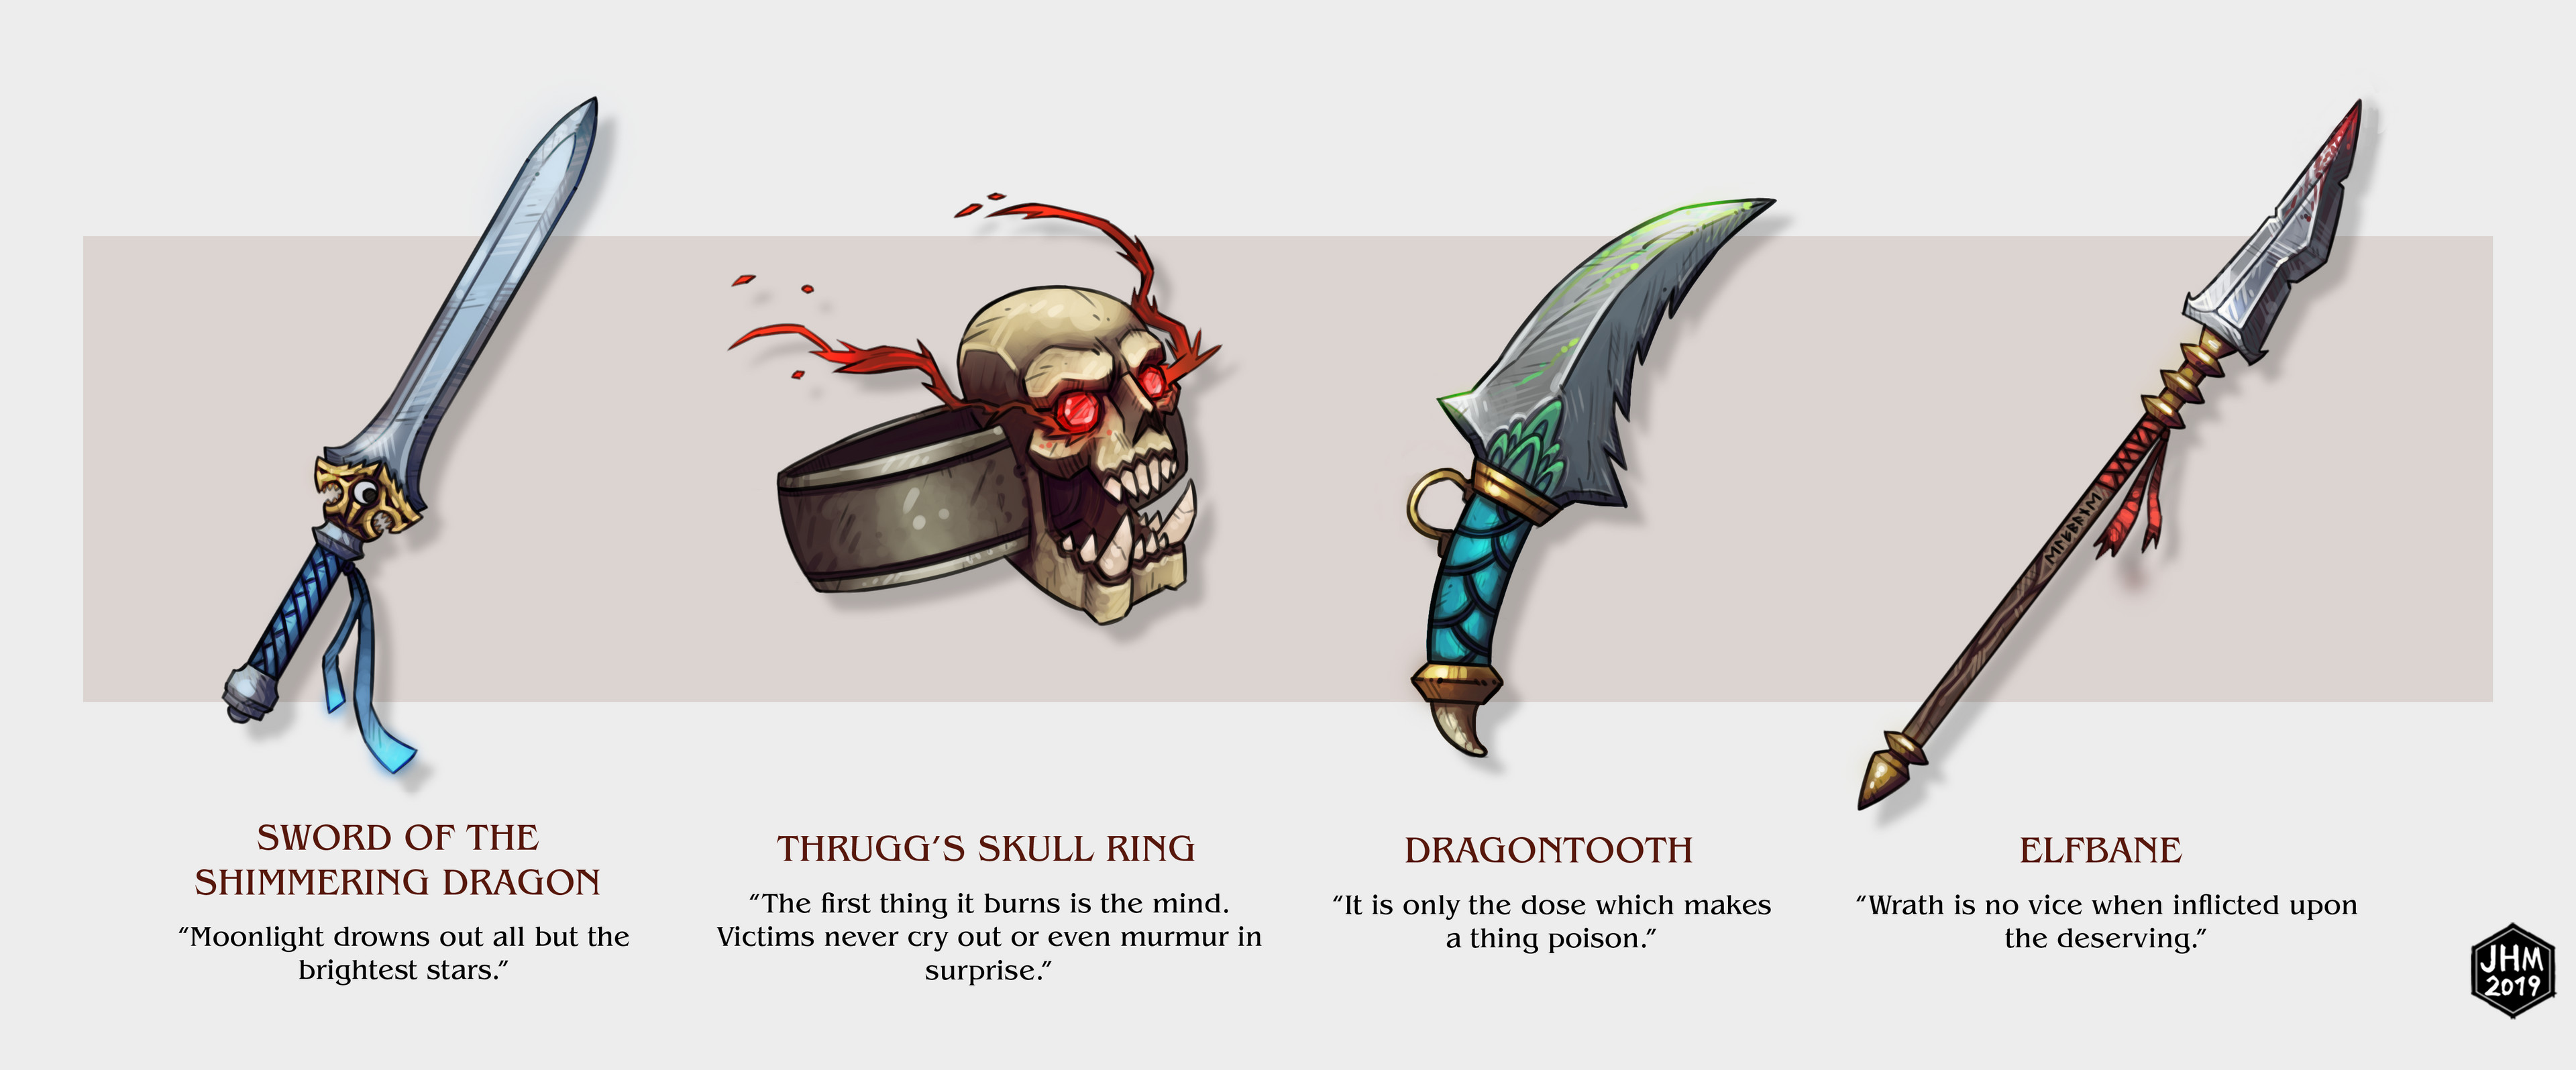 SWORD OF THE
SHIMMERING DRAGON
“Moonlight drowns out all but the
brightest stars.”
THRUGG’S SKULL RING
“The first thing it burns is the mind.
Victims never cry out or even murmur in
surprise.”
DRAGONTOOTH
“It is only the dose which makes
a thing poison.”
ᛖᛚᚠᛒᚨᚾᛖ
ELFBANE
“Wrath is no vice when inflicted upon
the deserving.”
JHM
2019